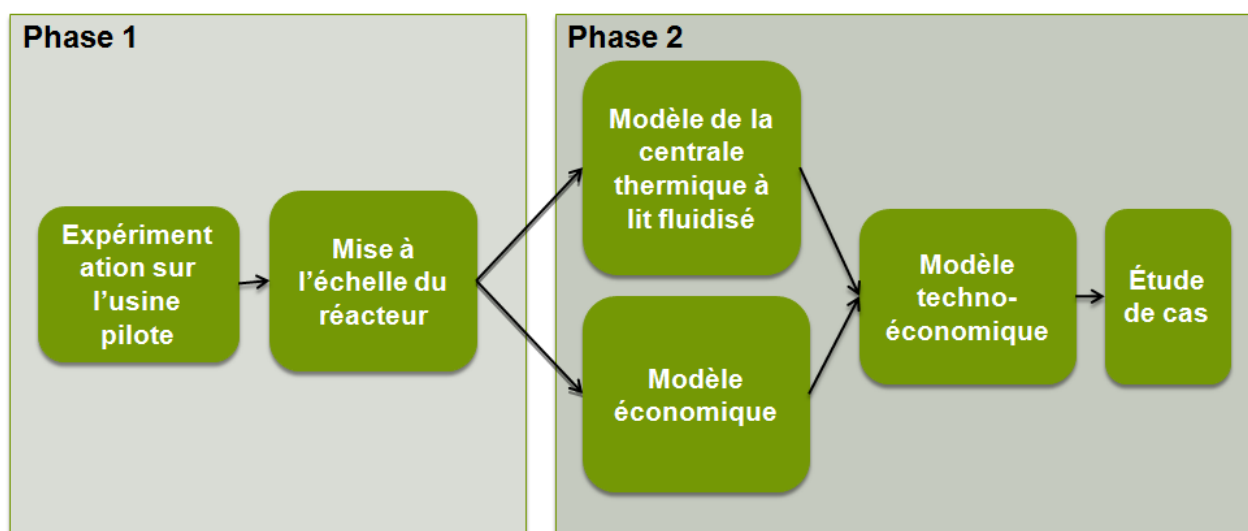 Phase 1
Expériment
ation sur
l’usine
pilote
Mise à
l’échelle du
réacteur
Phase 2
Modèle de la
centrale
thermique à
lit fluidisé
Modèle
économique
Modèle
techno-
économique
Étude
de cas